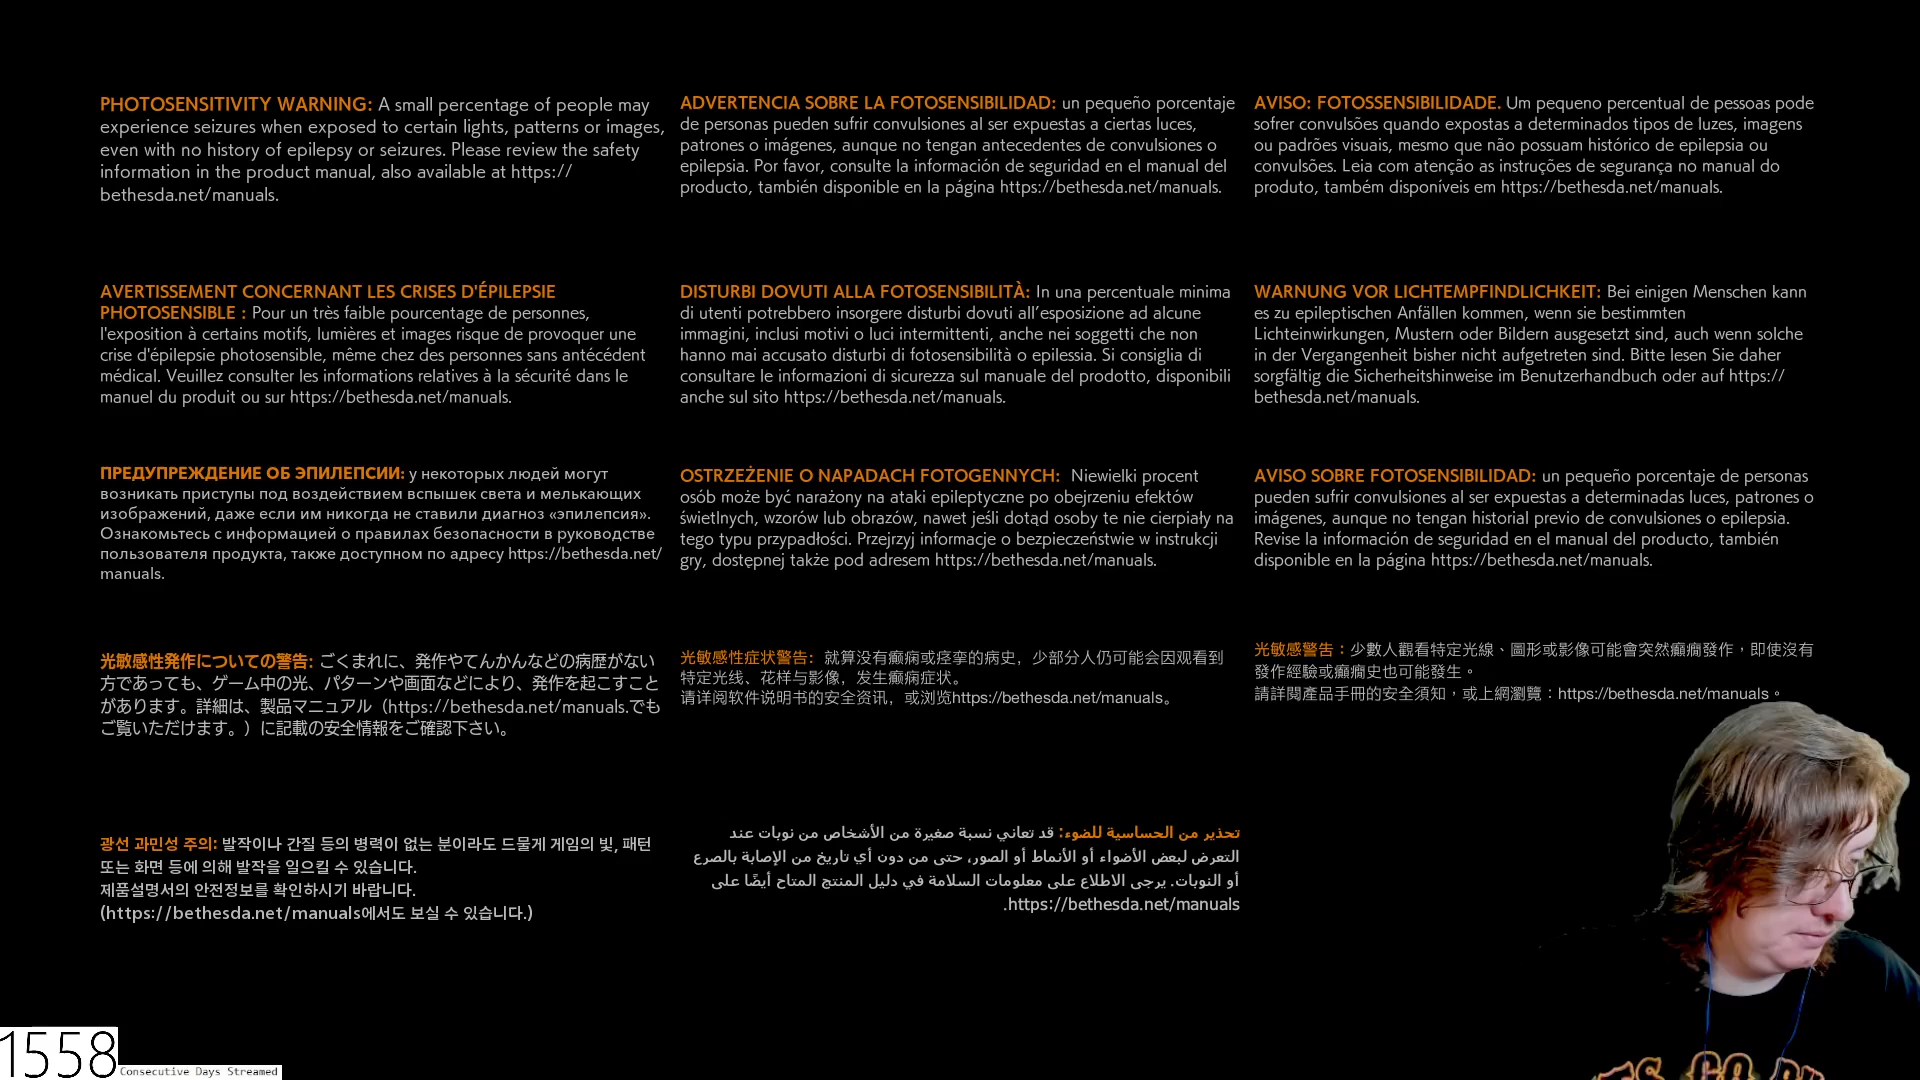 PHOTOSENSITIVITY WARNING: A small percentage of people may
experience seizures when exposed to certain lights, patterns or images,
even with no history of epilepsy or seizures. Please review the safety
information in the product manual, also available at https://
bethesda.net/manuals.
ADVERTENCIA SOBRE LA FOTOSENSIBILIDAD: un pequeño porcentaje
de personas pueden sufrir convulsiones al ser expuestas a ciertas luces,
patrones o imágenes, aunque no tengan antecedentes de convulsiones o
epilepsia. Por favor, consulte la información de seguridad en el manual del
producto, también disponible en la página https://bethesda.net/manuals.
AVISO: FOTOSSENSIBILIDADE. Um pequeno percentual de pessoas pode
sofrer convulsões quando expostas a determinados tipos de luzes, imagens
ou padrões visuais, mesmo que não possuam histórico de epilepsia ou
convulsões. Leia com atenção as instruções de segurança no manual do
produto, também disponíveis em https://bethesda.net/manuals.
AVERTISSEMENT CONCERNANT LES CRISES D'ÉPILEPSIE
PHOTOSENSIBLE : Pour un très faible pourcentage de personnes,
l'exposition à certains motifs, lumières et images risque de provoquer une
crise d'épilepsie photosensible, même chez des personnes sans antécédent
médical. Veuillez consulter les informations relatives à la sécurité dans le
manuel du produit ou sur https://bethesda.net/manuals.
DISTURBI DOVUTI ALLA FOTOSENSIBILITÀ: In una percentuale minima
di utenti potrebbero insorgere disturbi dovuti all’esposizione ad alcune
immagini, inclusi motivi o luci intermittenti, anche nei soggetti che non
hanno mai accusato disturbi di fotosensibilità o epilessia. Si consiglia di
consultare le informazioni di sicurezza sul manuale del prodotto, disponibili
anche sul sito https://bethesda.net/manuals.
WARNUNG VOR LICHTEMPFINDLICHKEIT: Bei einigen Menschen kann
es zu epileptischen Anfällen kommen, wenn sie bestimmten
Lichteinwirkungen, Mustern oder Bildern ausgesetzt sind, auch wenn solche
in der Vergangenheit bisher nicht aufgetreten sind. Bitte lesen Sie daher
sorgfältig die Sicherheitshinweise im Benutzerhandbuch oder auf https://
bethesda.net/manuals.
ПРЕДУПРЕЖДЕНИЕ ОБ ЭПИЛЕПСИИ: у некоторых людей могут
возникать приступы под воздействием вспышек света и мелькающих
изображений, даже если им никогда не ставили диагноз «эпилепсия».
Ознакомьтесь с информацией о правилах безопасности в руководстве
пользователя продукта, также доступном по адресу https://bethesda.net/
manuals.
OSTRZEŻENIE O NAPADACH FOTOGENNYCH: Niewielki procent
osób może być narażony na ataki epileptyczne po obejrzeniu efektów
świetlnych, wzorów lub obrazów, nawet jeśli dotąd osoby te nie cierpiały na
tego typu przypadłości. Przejrzyj informacje o bezpieczeństwie w instrukcji
gry, dostępnej także pod adresem https://bethesda.net/manuals.
AVISO SOBRE FOTOSENSIBILIDAD: un pequeño porcentaje de personas
pueden sufrir convulsiones al ser expuestas a determinadas luces, patrones o
imágenes, aunque no tengan historial previo de convulsiones o epilepsia.
Revise la información de seguridad en el manual del producto, también
disponible en la página https://bethesda.net/manuals.
光敏感性発作についての警告: ごくまれに、発作やてんかんなどの病歴がない
方であっても、ゲーム中の光、パターンや画面などにより、発作を起こすこと
があります。詳細は、製品マニュアル（https://bethesda.net/manuals.でも
ご覧いただけます。）に記載の安全情報をご確認下さい。
光敏感性症状警告：就算没有癫痫或痉挛的病史，少部分人仍可能会因观看到
特定光线、花样与影像，发生癫痫症状。
请详阅软件说明书的安全资讯，或浏览https://bethesda.net/manuals。
光敏感警告：少數人觀看特定光線、圖形或影像可能會突然癲癇發作，即使沒有
發作經驗或癲癇史也可能發生。
請詳閱產品手冊的安全須知，或上網瀏覽：https://bethesda.net/manuals。
광선 과민성 주의: 발작이나 간질 등의 병력이 없는 분이라도 드물게 게임의 빛, 패턴
또는 화면 등에 의해 발작을 일으킬 수 있습니다.
제품설명서의 안전정보를 확인하시기 바랍니다.
(https://bethesda.net/manuals에서도 보실 수 있습니다.)
تحذير من الحساسية للضوء: قد تعاني نسبة صغيرة من الأشخاص من نوبات عند
التعرض لبعض الأضواء أو الأنماط أو الصور، حتى من دون أي تاريخ من الإصابة بالصرع
أو النوبات. يرجى الاطلاع على معلومات السلامة في دليل المنتج المتاح أيضًا على
https://bethesda.net/manuals.
1558
Consecutive Days Streamed